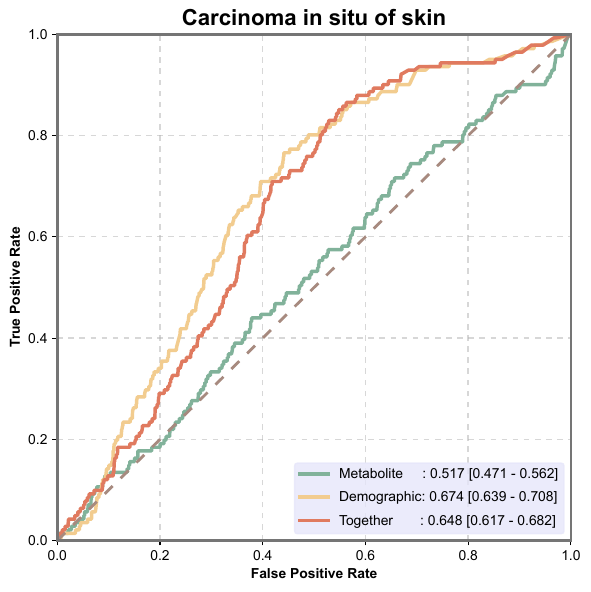 Carcinoma in situ of skin
True Positive Rate
1.0
0.8
0.6
0.4
0.2
0.0
Metabolite : 0.517 [0.471 - 0.562]
Demographic: 0.674 [0.639 - 0.708]
Together : 0.648 [0.617 - 0.682]
0.0 0.2 0.4 0.6 0.8 1.0
False Positive Rate